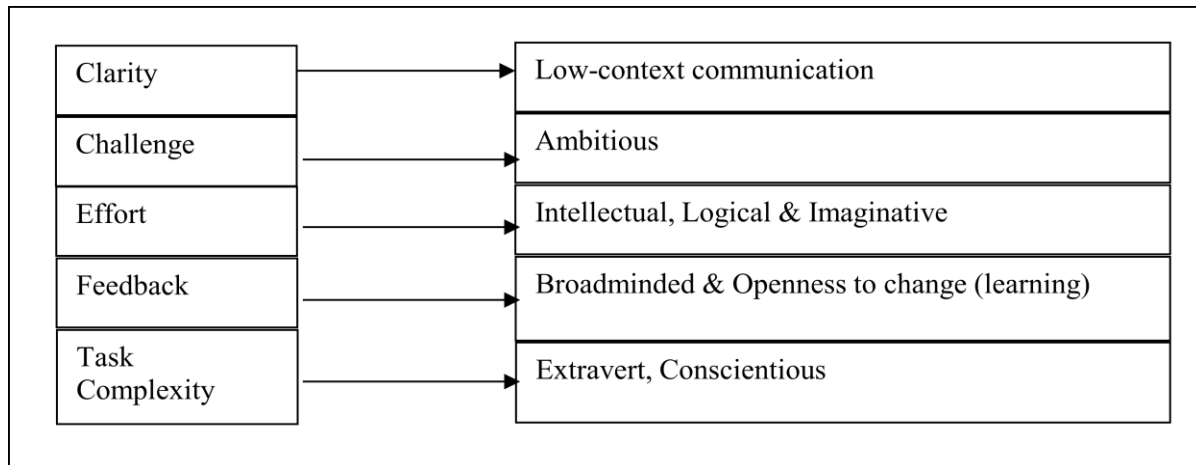 Clarity
Low-context communication
Challenge
Ambitious
Effort
Intellectual, Logical & Imaginative
Feedback
Broadminded & Openness to change (learning)
Task
Complexity
Extravert, Conscientious